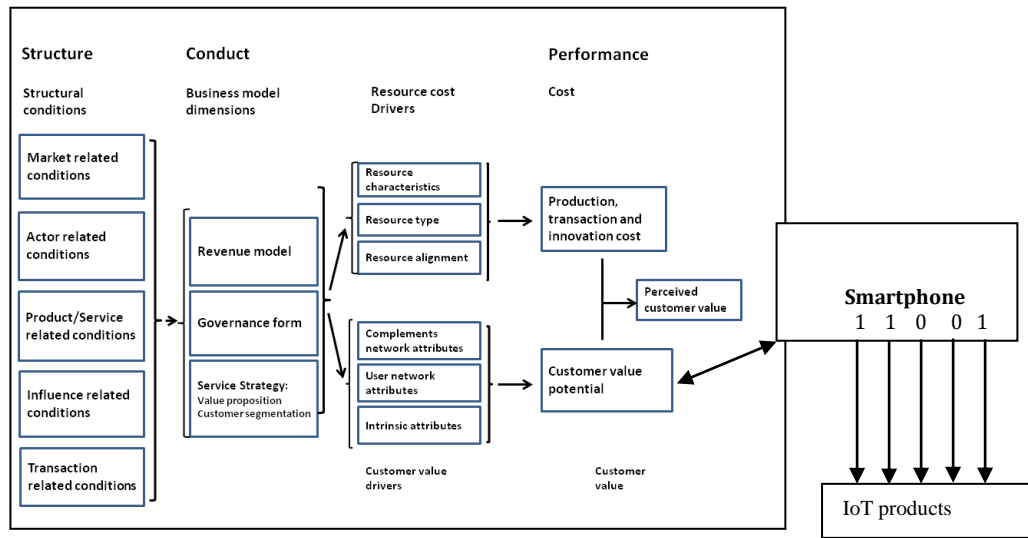 Structure
Structural
conditions
Market related
conditions
Actor related
conditions
Product/Service
related conditions
Influence related
conditions
Transaction
related conditions
Conduct
Business model
dimensions
Revenue model
Governance form
Service Strategy:
Value proposition
Customer segmentation
Resource cost
Drivers
Resource
characteristics
Resource type
Resource alignment
Complements
network attributes
User network
attributes
Intrinsic attributes
Customer value
drivers
Performance
Cost
Production,
transaction and
innovation cost
Perceived
customer value
Customer value
potential
Customer
value
Smartphone
1 1 0 0 1
IoT products